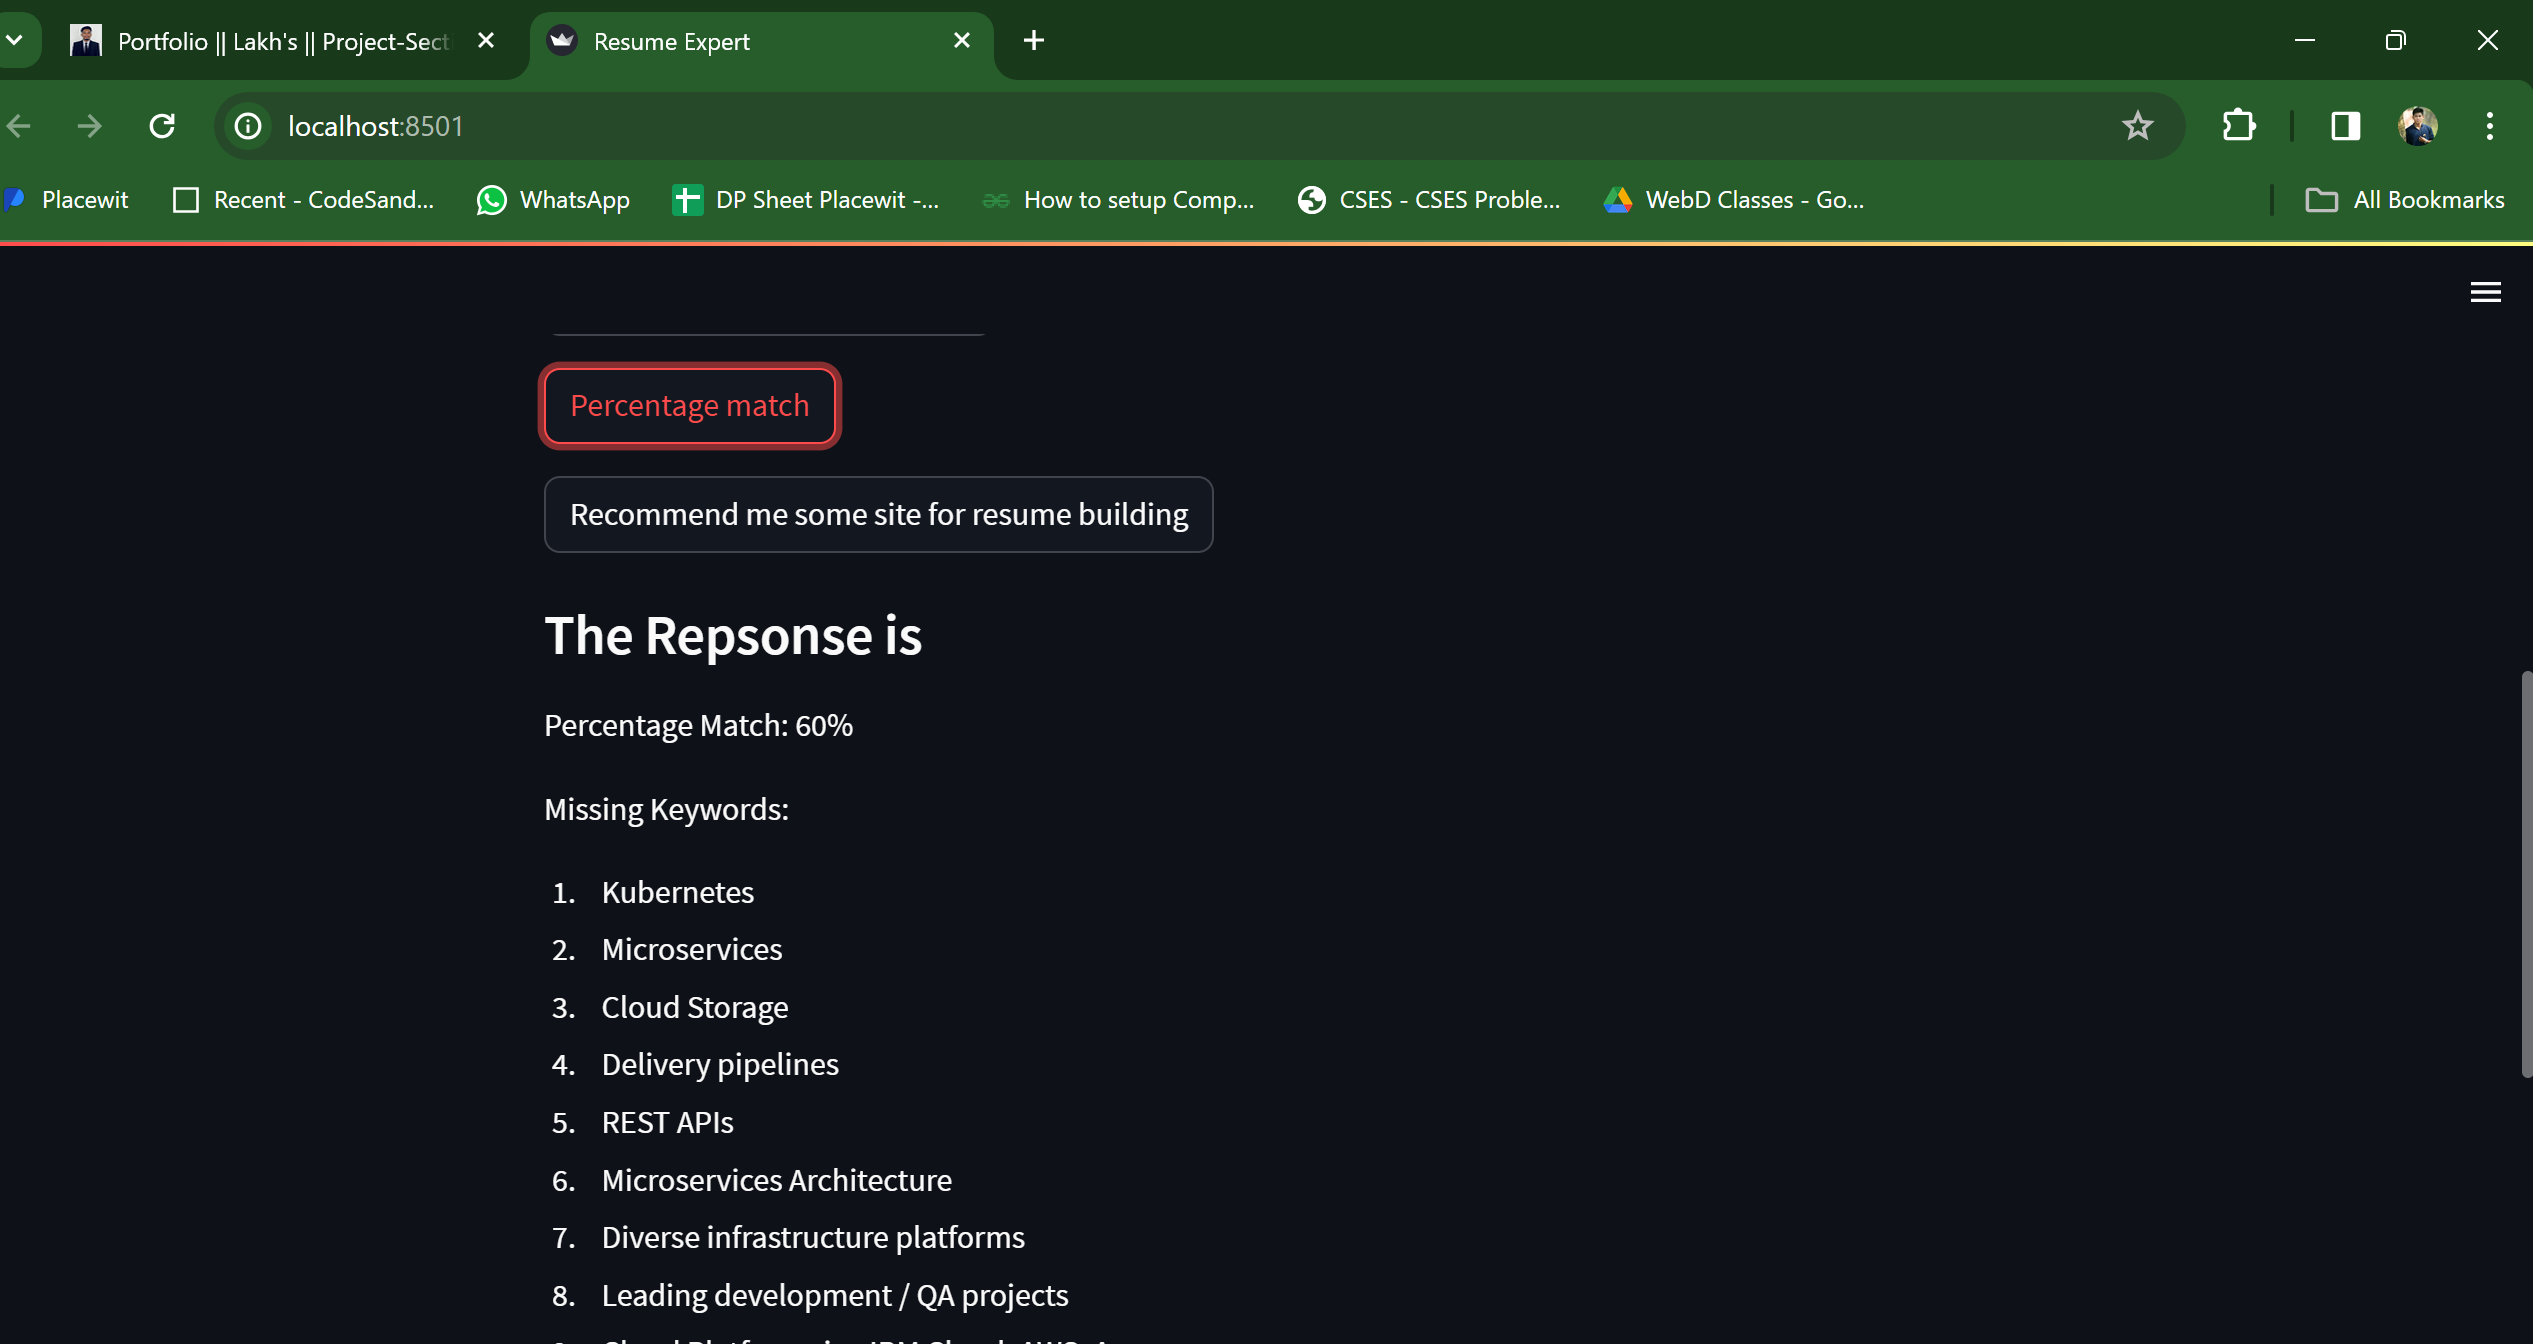 Portfolio || Lakh's || Project-Sect
Resume Expert
localhost:8501
Placewit
Recent - CodeSand...
WhatsApp
DP Sheet Placewit -...
How to setup Comp...
CSES - CSES Proble...
WebD Classes - Go...
All Bookmarks
Percentage match
Recommend me some site for resume building
The Repsonse is
Percentage Match: 60%
Missing Keywords:
1. Kubernetes
2. Microservices
3. Cloud Storage
4. Delivery pipelines
5. REST APIs
6. Microservices Architecture
7. Diverse infrastructure platforms
8. Leading development / QA projects